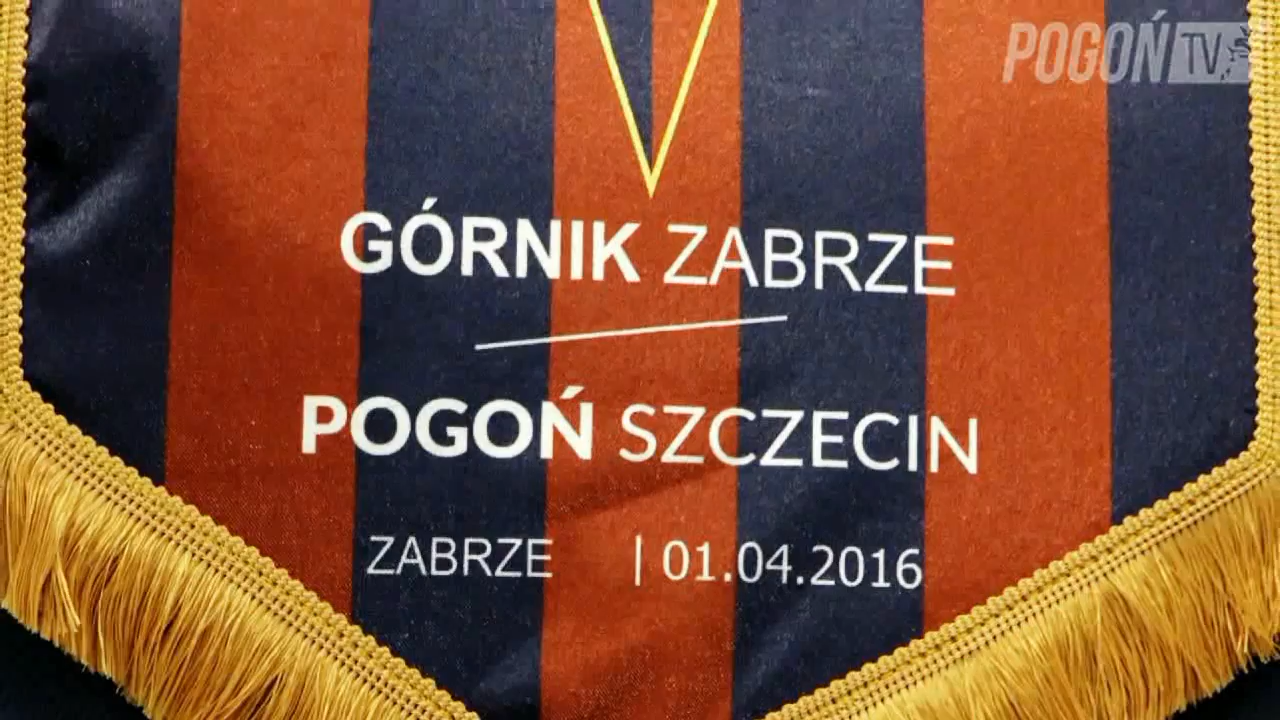 POGOŃ TV
GÓRNIK ZABRZE
POGOŃ SZCZECIN
ZABRZE | 01.04.2016